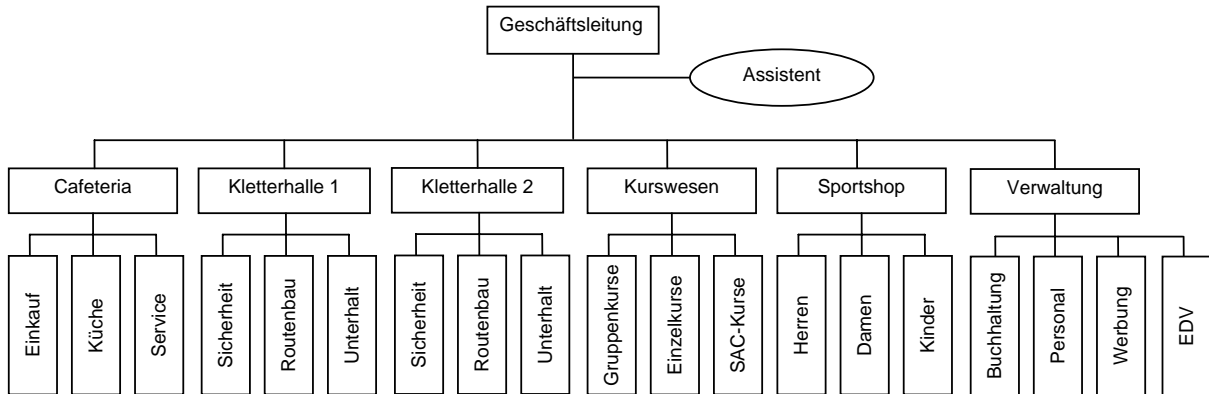 Geschäftsleitung
Assistent
Cafeteria
Kletterhalle 1
Kletterhalle 2
Kurswesen
Sportshop
Verwaltung
Einkauf
Küche
Service
Sicherheit
Routenbau
Unterhalt
Sicherheit
Routenbau
Unterhalt
Gruppenkurse
Einzelkurse
SAC-Kurse
Herren
Damen
Kinder
Buchhaltung
Personal
Werbung
EDV